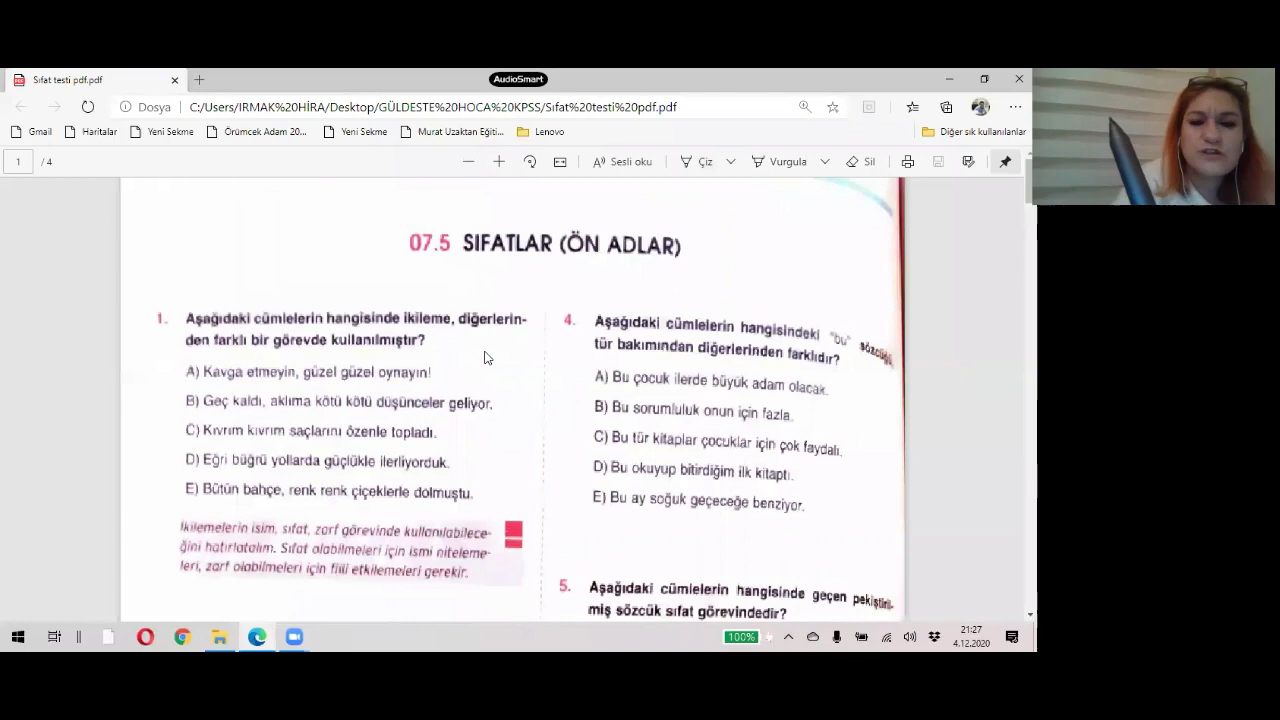 AudioSmart
Sıfat testi pdf.pdf
Dosya C:/Users/IRMAK%20HİRA/Desktop/GÜLDESTE%20HOCA%20KPSS/Sıfat%20testi%20pdf.pdf
Gmail Haritalar Yeni Sekme Örümcek Adam 20... Yeni Sekme Murat Uzaktan Eğiti... Lenovo Diğer sık kullanılanlar
1 / 4 Sesli oku Çiz Vurgula Sil
07.5 SIFATLAR (ÖN ADLAR)
1. Aşağıdaki cümlelerin hangisinde ikileme, diğerlerin-
den farklı bir görevde kullanılmıştır?
A) Kavga etmeyin, güzel güzel oynayın!
B) Geç kaldı, aklıma kötü kötü düşünceler geliyor.
C) Kıvrım kıvrım saçlarını özenle topladı.
D) Eğri büğrü yollarda güçlükle ilerliyorduk.
E) Bütün bahçe, renk renk çiçeklerle dolmuştu.
İkilemelerin isim, sıfat, zarf görevinde kullanılabilece-
ğini hatırlatalım. Sıfat olabilmeleri için ismi niteleme-
leri, zarf olabilmeleri için fiili etkilemeleri gerekir.
4. Aşağıdaki cümlelerin hangisindeki "bu" sözcüğü
tür bakımından diğerlerinden farklıdır?
A) Bu çocuk ilerde büyük adam olacak.
B) Bu sorumluluk onun için fazla.
C) Bu tür kitaplar çocuklar için çok faydalı.
D) Bu okuyup bitirdiğim ilk kitaptı.
E) Bu ay soğuk geçeceğe benziyor.
5. Aşağıdaki cümlelerin hangisinde geçen pekiştiril-
miş sözcük sıfat görevindedir?
100%
21:27
4.12.2020